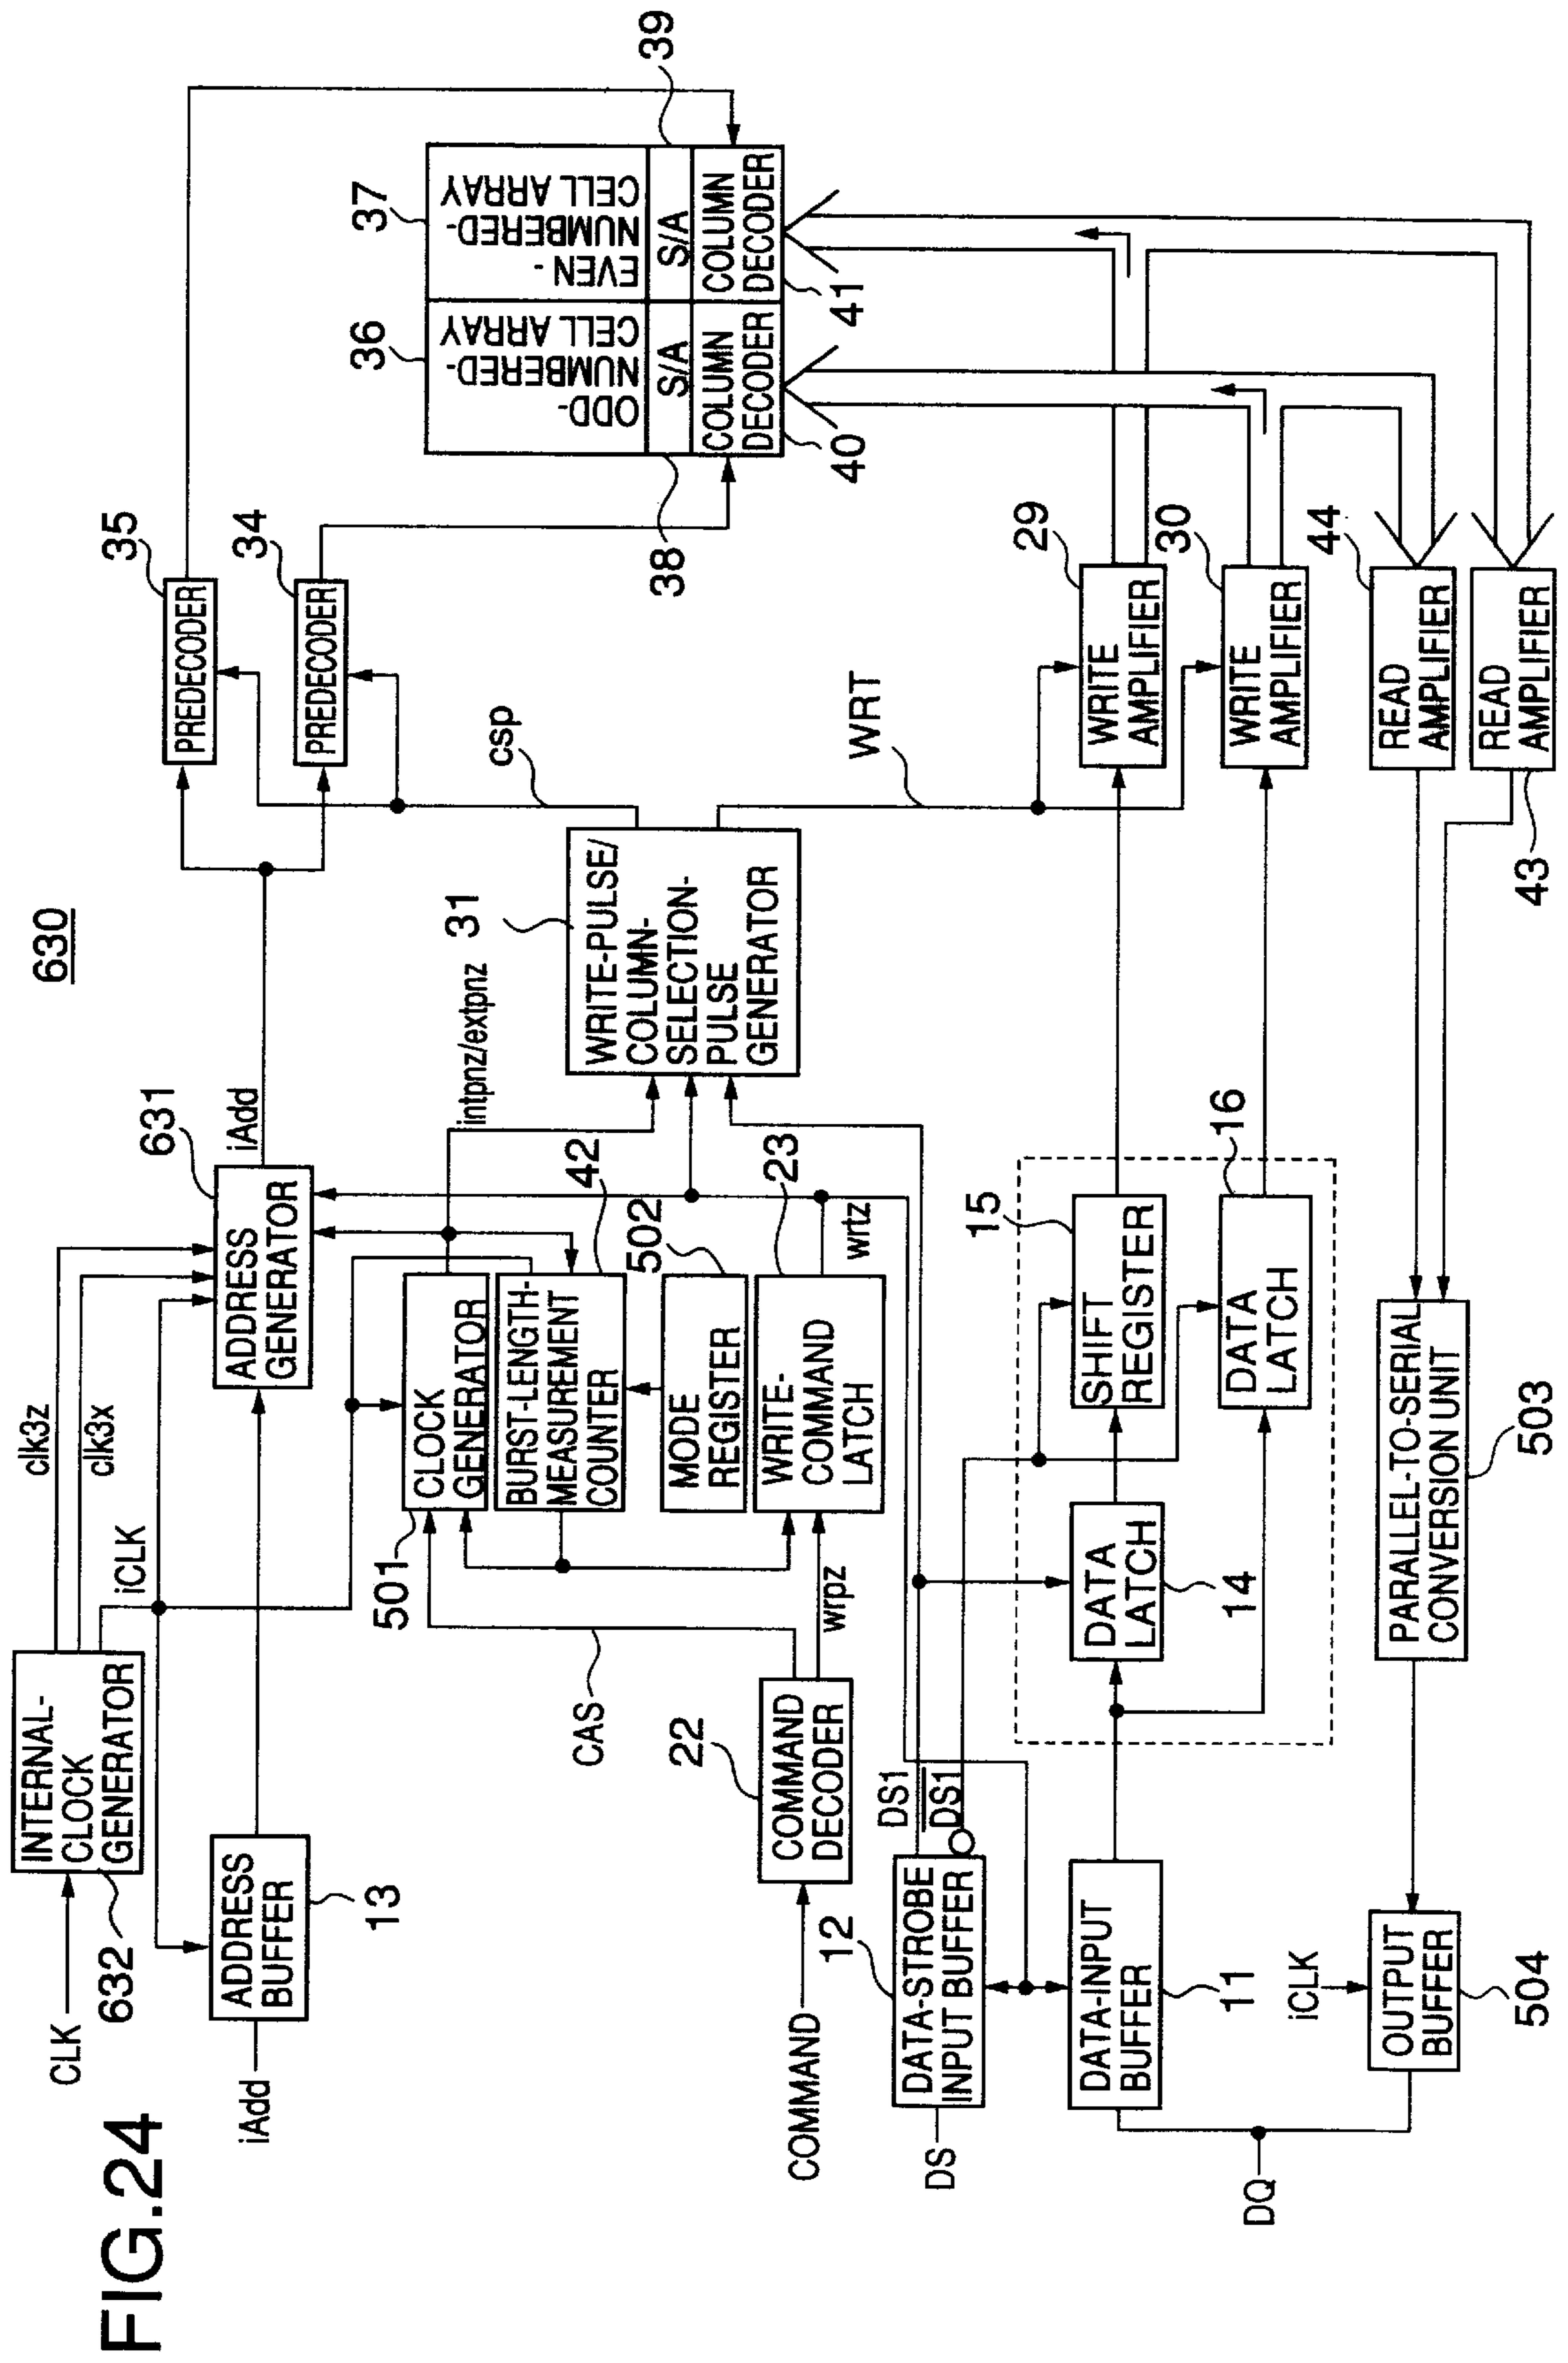 FIG.24
630
CLK
632
INTERNAL-
CLOCK
GENERATOR
clk3z
clk3x
iCLK
iAdd
ADDRESS
BUFFER
13
ADDRESS
GENERATOR
631
iAdd
PREDECODER
35
PREDECODER
34
501
CLOCK
GENERATOR
BURST-LENGTH-
MEASUREMENT
COUNTER
42
MODE
REGISTER
502
WRITE-
COMMAND
LATCH
23
intpnz/extpnz
wrtz
CAS
wrpz
COMMAND
22
COMMAND
DECODER
31
WRITE-PULSE/
COLUMN-
SELECTION-
PULSE
GENERATOR
csp
WRT
36
ODD-
NUMBERED-
CELL ARRAY
37
EVEN-
NUMBERED-
CELL ARRAY
38
S/A
S/A
39
COLUMN
DECODER
40
COLUMN
DECODER
41
DS
12
DATA-STROBE
INPUT BUFFER
DS1
DS1
DQ
DATA-INPUT
BUFFER
11
DATA
LATCH
14
15
SHIFT
REGISTER
16
DATA
LATCH
WRITE
AMPLIFIER
29
WRITE
AMPLIFIER
30
READ
AMPLIFIER
44
READ
AMPLIFIER
43
PARALLEL-TO-SERIAL
CONVERSION UNIT
503
iCLK
OUTPUT
BUFFER
504